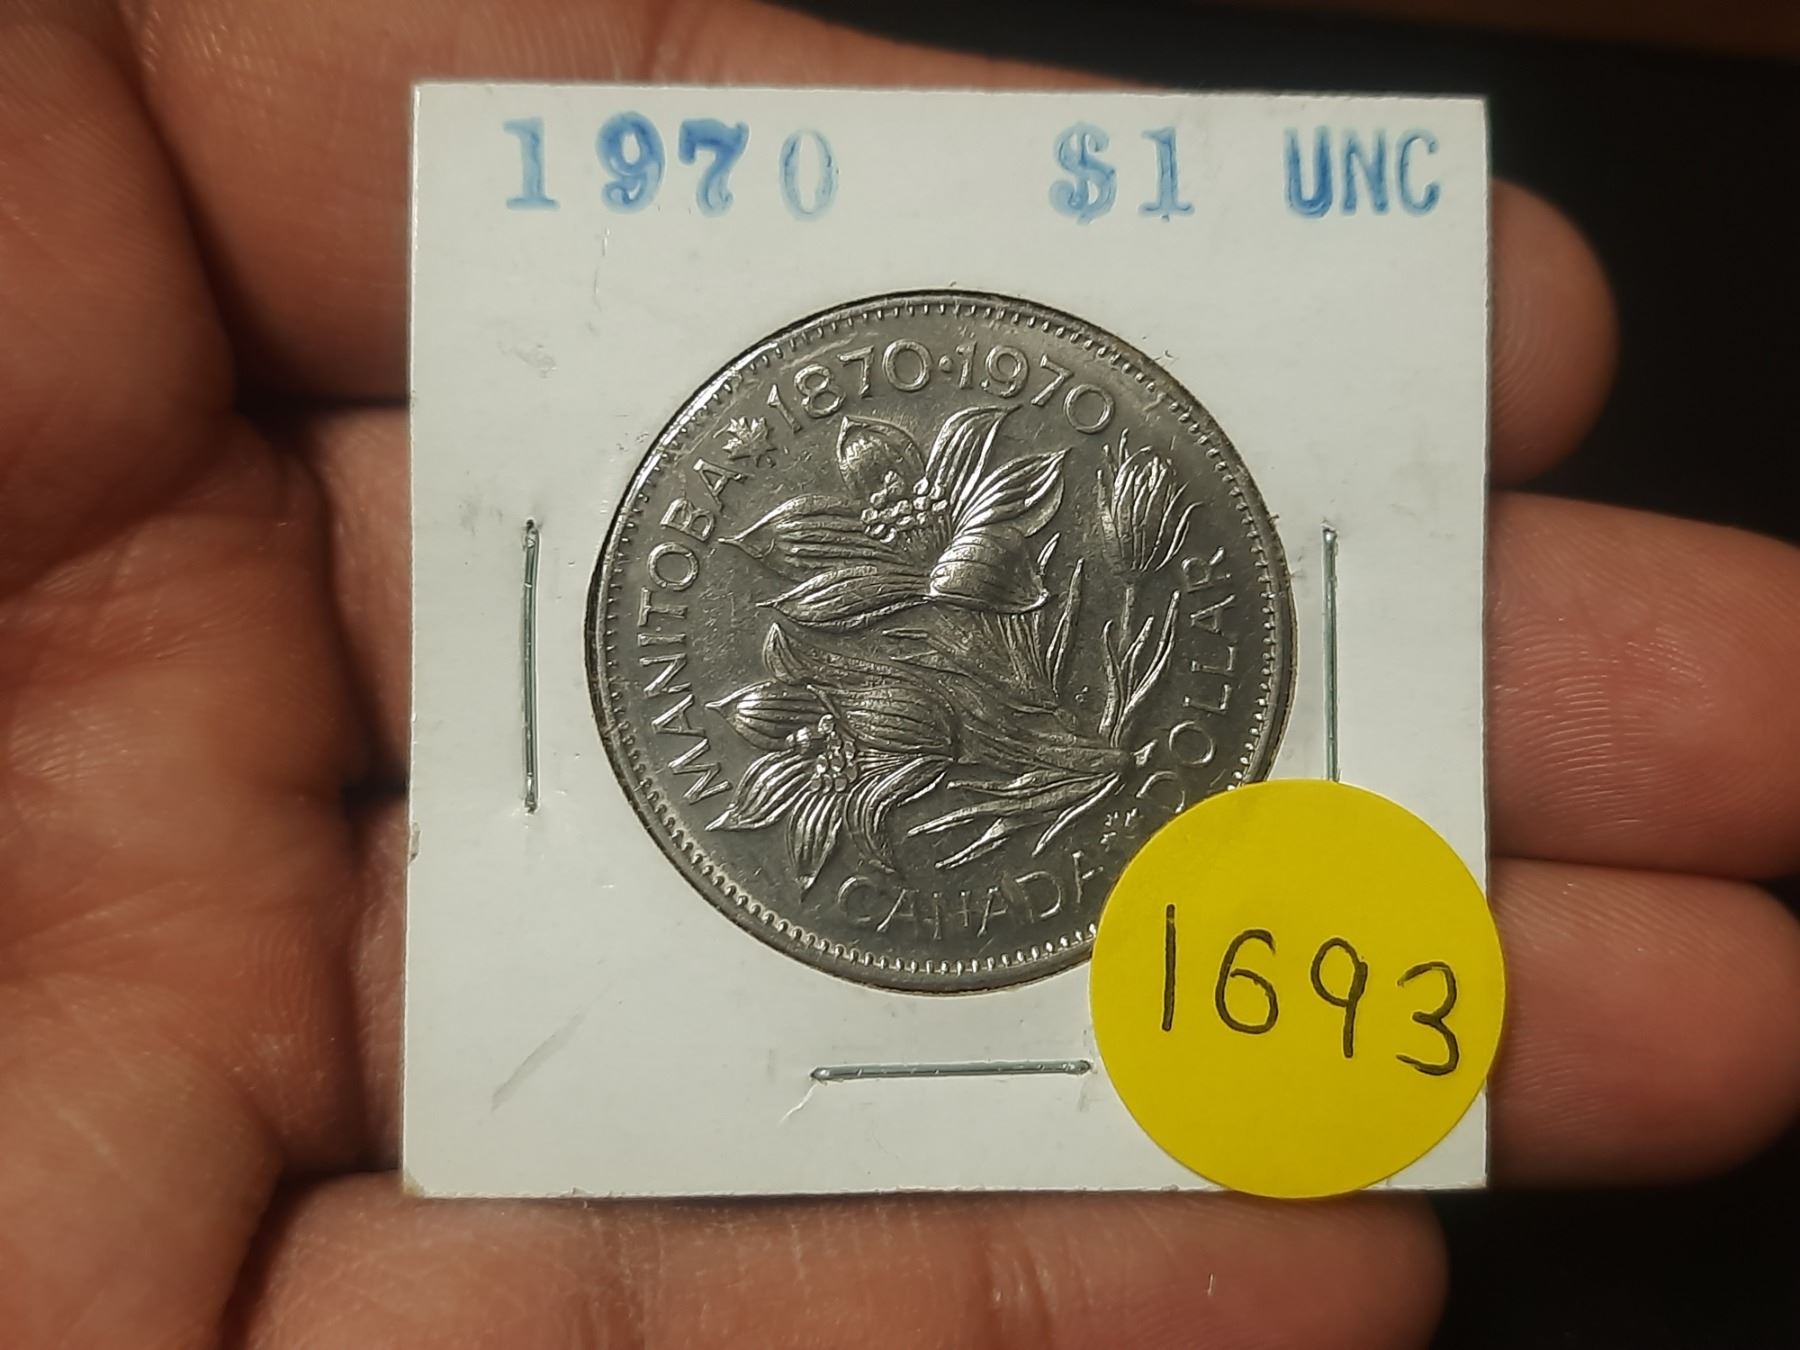 1970 $1 UNC
MANITOBA 1870·1970
CANADA DOLLAR
1693